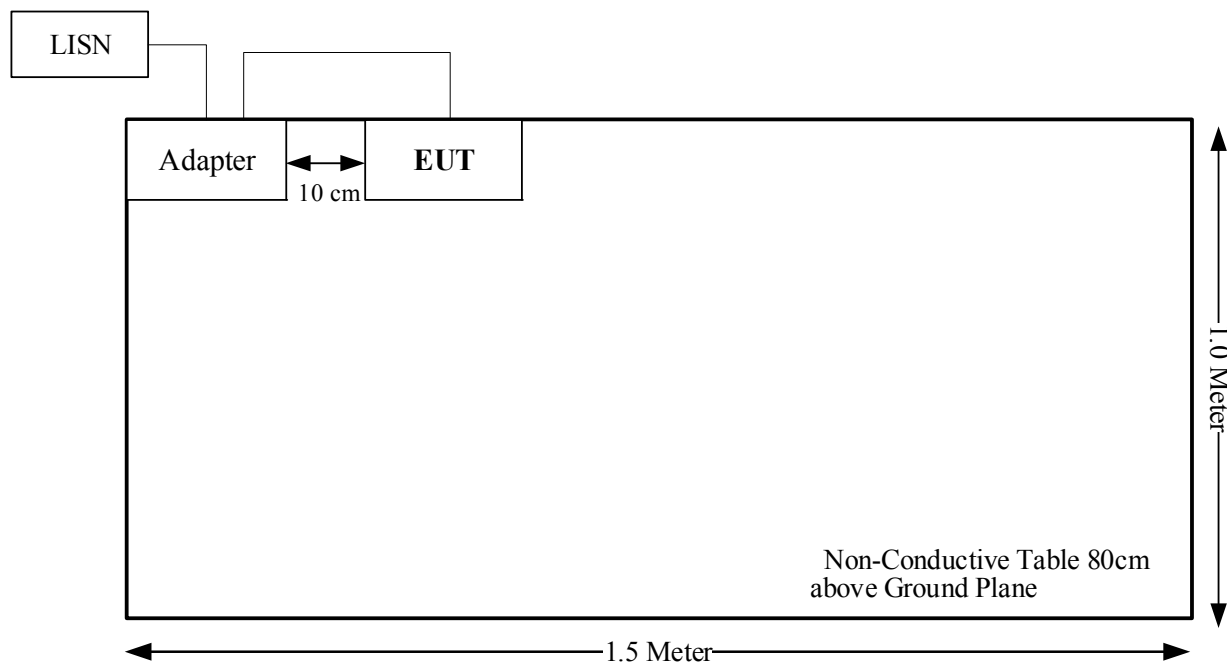 LISN
Adapter
EUT
10 cm
1.0 Meter
Non-Conductive Table 80cm
above Ground Plane
1.5 Meter